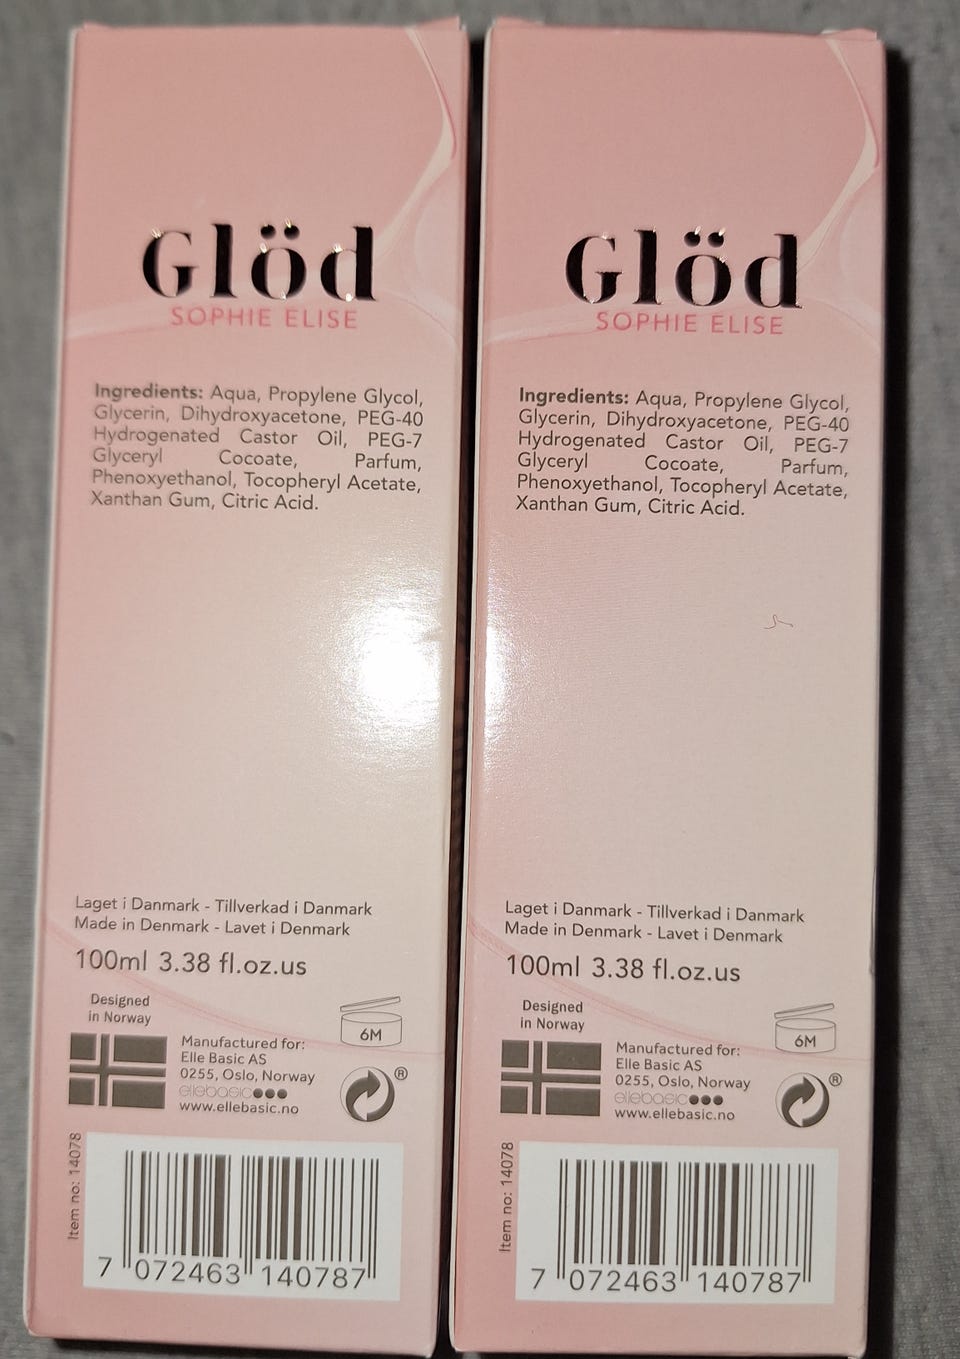 Glöd
SOPHIE ELISE
Ingredients: Aqua, Propylene Glycol,
Glycerin, Dihydroxyacetone, PEG-40
Hydrogenated Castor Oil, PEG-7
Glyceryl Cocoate, Parfum,
Phenoxyethanol, Tocopheryl Acetate,
Xanthan Gum, Citric Acid.
Laget i Danmark - Tillverkad i Danmark
Made in Denmark - Lavet i Denmark
100ml 3.38 fl.oz.us
Designed
in Norway
6M
Manufactured for:
Elle Basic AS
0255, Oslo, Norway
ellebasic
www.ellebasic.no
®
Item no: 14078
7 072463 140787
Glöd
SOPHIE ELISE
Ingredients: Aqua, Propylene Glycol,
Glycerin, Dihydroxyacetone, PEG-40
Hydrogenated Castor Oil, PEG-7
Glyceryl Cocoate, Parfum,
Phenoxyethanol, Tocopheryl Acetate,
Xanthan Gum, Citric Acid.
Laget i Danmark - Tillverkad i Danmark
Made in Denmark - Lavet i Denmark
100ml 3.38 fl.oz.us
Designed
in Norway
6M
Manufactured for:
Elle Basic AS
0255, Oslo, Norway
ellebasic
www.ellebasic.no
®
Item no: 14078
7 072463 140787